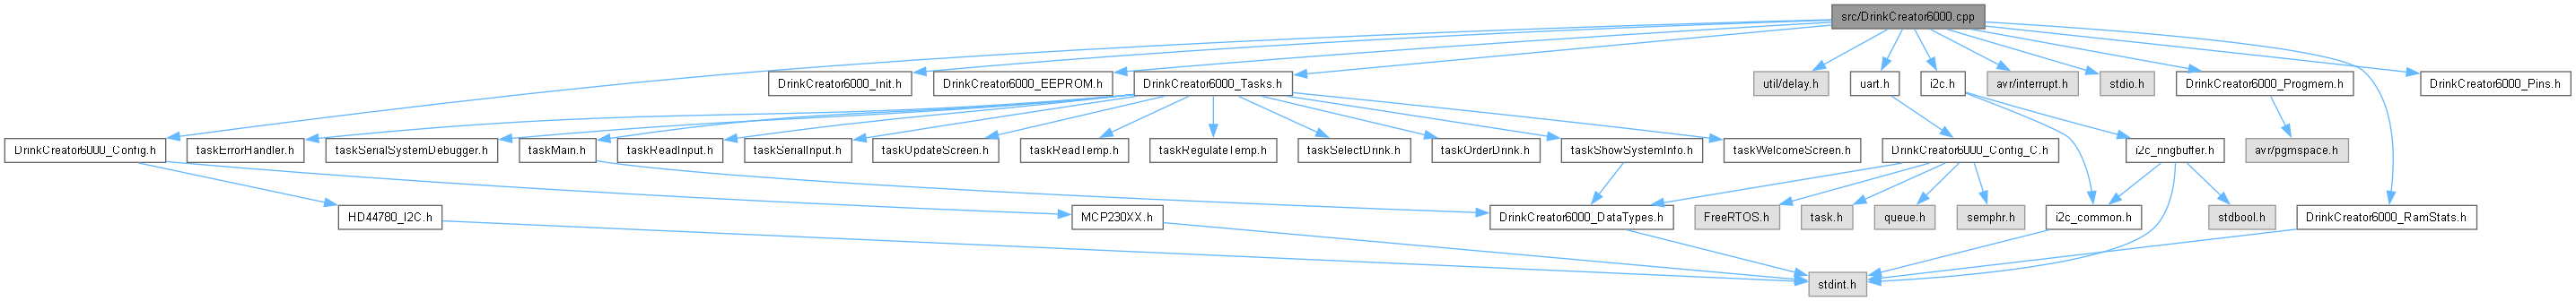 src/DrinkCreator6000.cpp
DrinkCreator6000_Init.h
DrinkCreator6000_EEPROM.h
DrinkCreator6000_Tasks.h
util/delay.h
uart.h
i2c.h
avr/interrupt.h
stdio.h
DrinkCreator6000_Progmem.h
DrinkCreator6000_Pins.h
DrinkCreator6000_Config.h
taskErrorHandler.h
taskSerialSystemDebugger.h
taskMain.h
taskReadInput.h
taskSerialInput.h
taskUpdateScreen.h
taskReadTemp.h
taskRegulateTemp.h
taskSelectDrink.h
taskOrderDrink.h
taskShowSystemInfo.h
taskWelcomeScreen.h
DrinkCreator6000_Config_C.h
i2c_ringbuffer.h
avr/pgmspace.h
HD44780_I2C.h
MCP230XX.h
DrinkCreator6000_DataTypes.h
FreeRTOS.h
task.h
queue.h
semphr.h
i2c_common.h
stdbool.h
DrinkCreator6000_RamStats.h
stdint.h